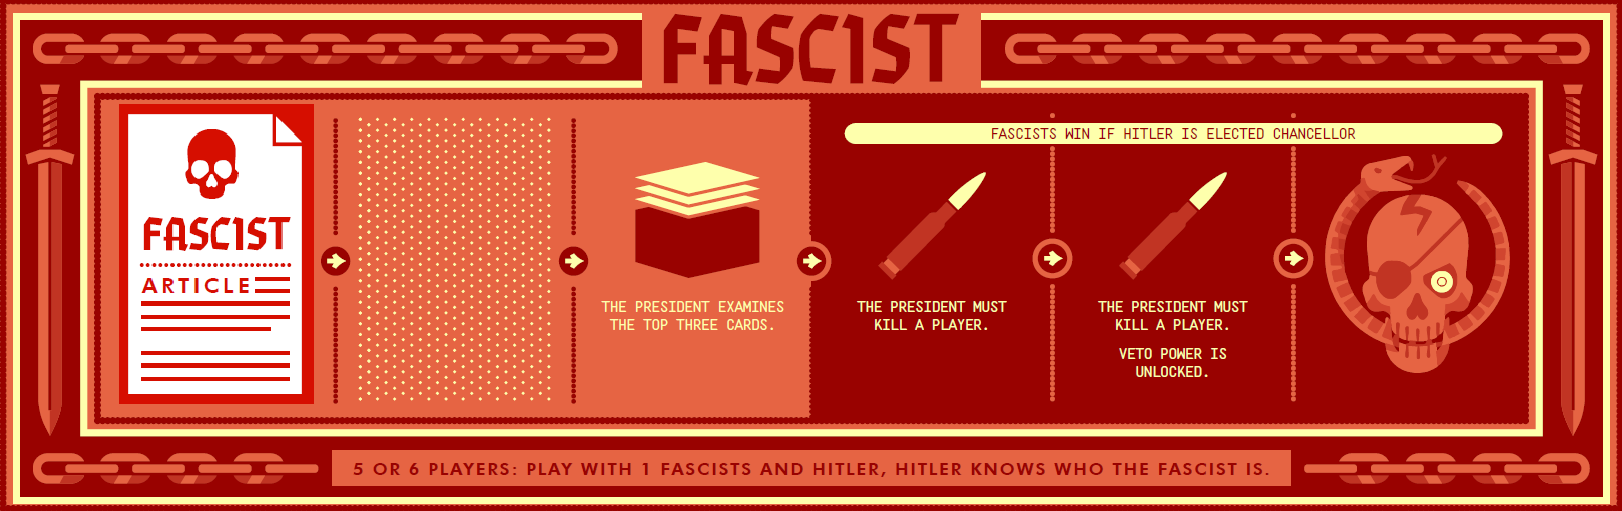 FASCIST
FASCIST
ARTICLE
THE PRESIDENT EXAMINES
THE TOP THREE CARDS.
FASCISTS WIN IF HITLER IS ELECTED CHANCELLOR
THE PRESIDENT MUST
KILL A PLAYER.
THE PRESIDENT MUST
KILL A PLAYER.
VETO POWER IS
UNLOCKED.
5 OR 6 PLAYERS: PLAY WITH 1 FASCISTS AND HITLER, HITLER KNOWS WHO THE FASCIST IS.